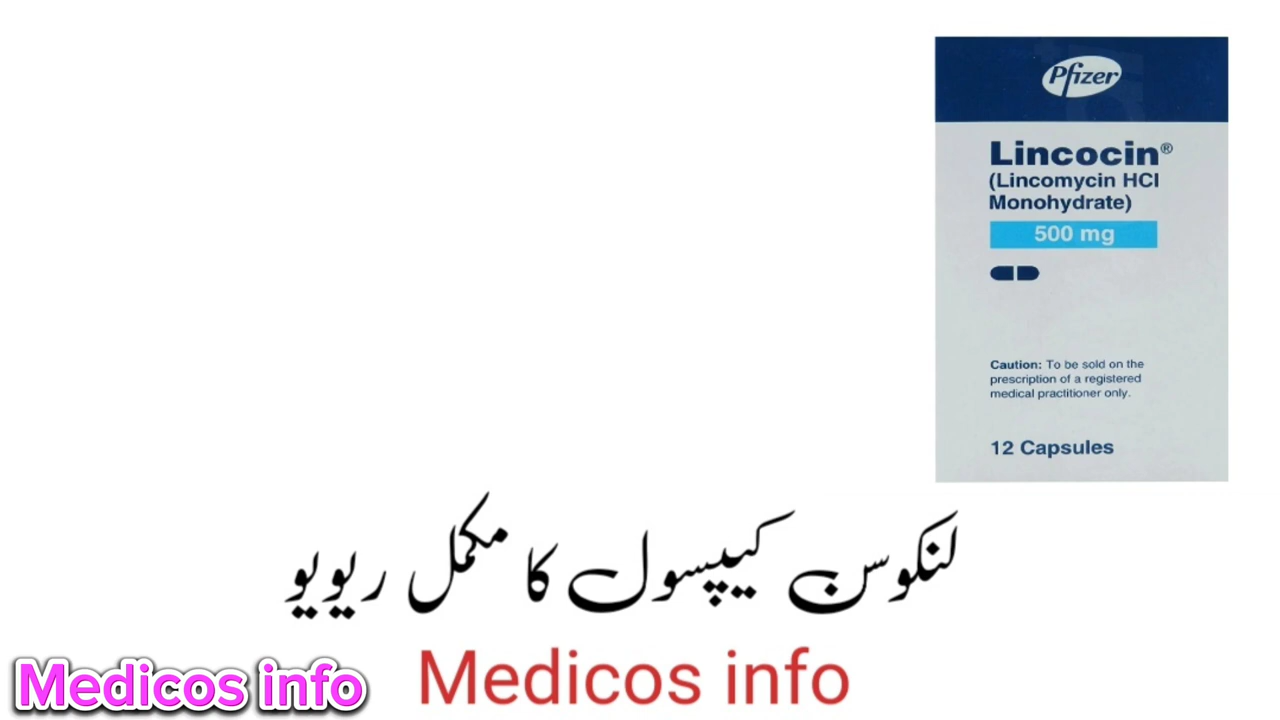 Pfizer
Lincocin®
(Lincomycin HCl
Monohydrate)
500 mg
Caution: To be sold on the
prescription of a registered
medical practitioner only.
12 Capsules
لنکوسن کیپسول کا مکمل ریویو
Medicos info
Medicos info